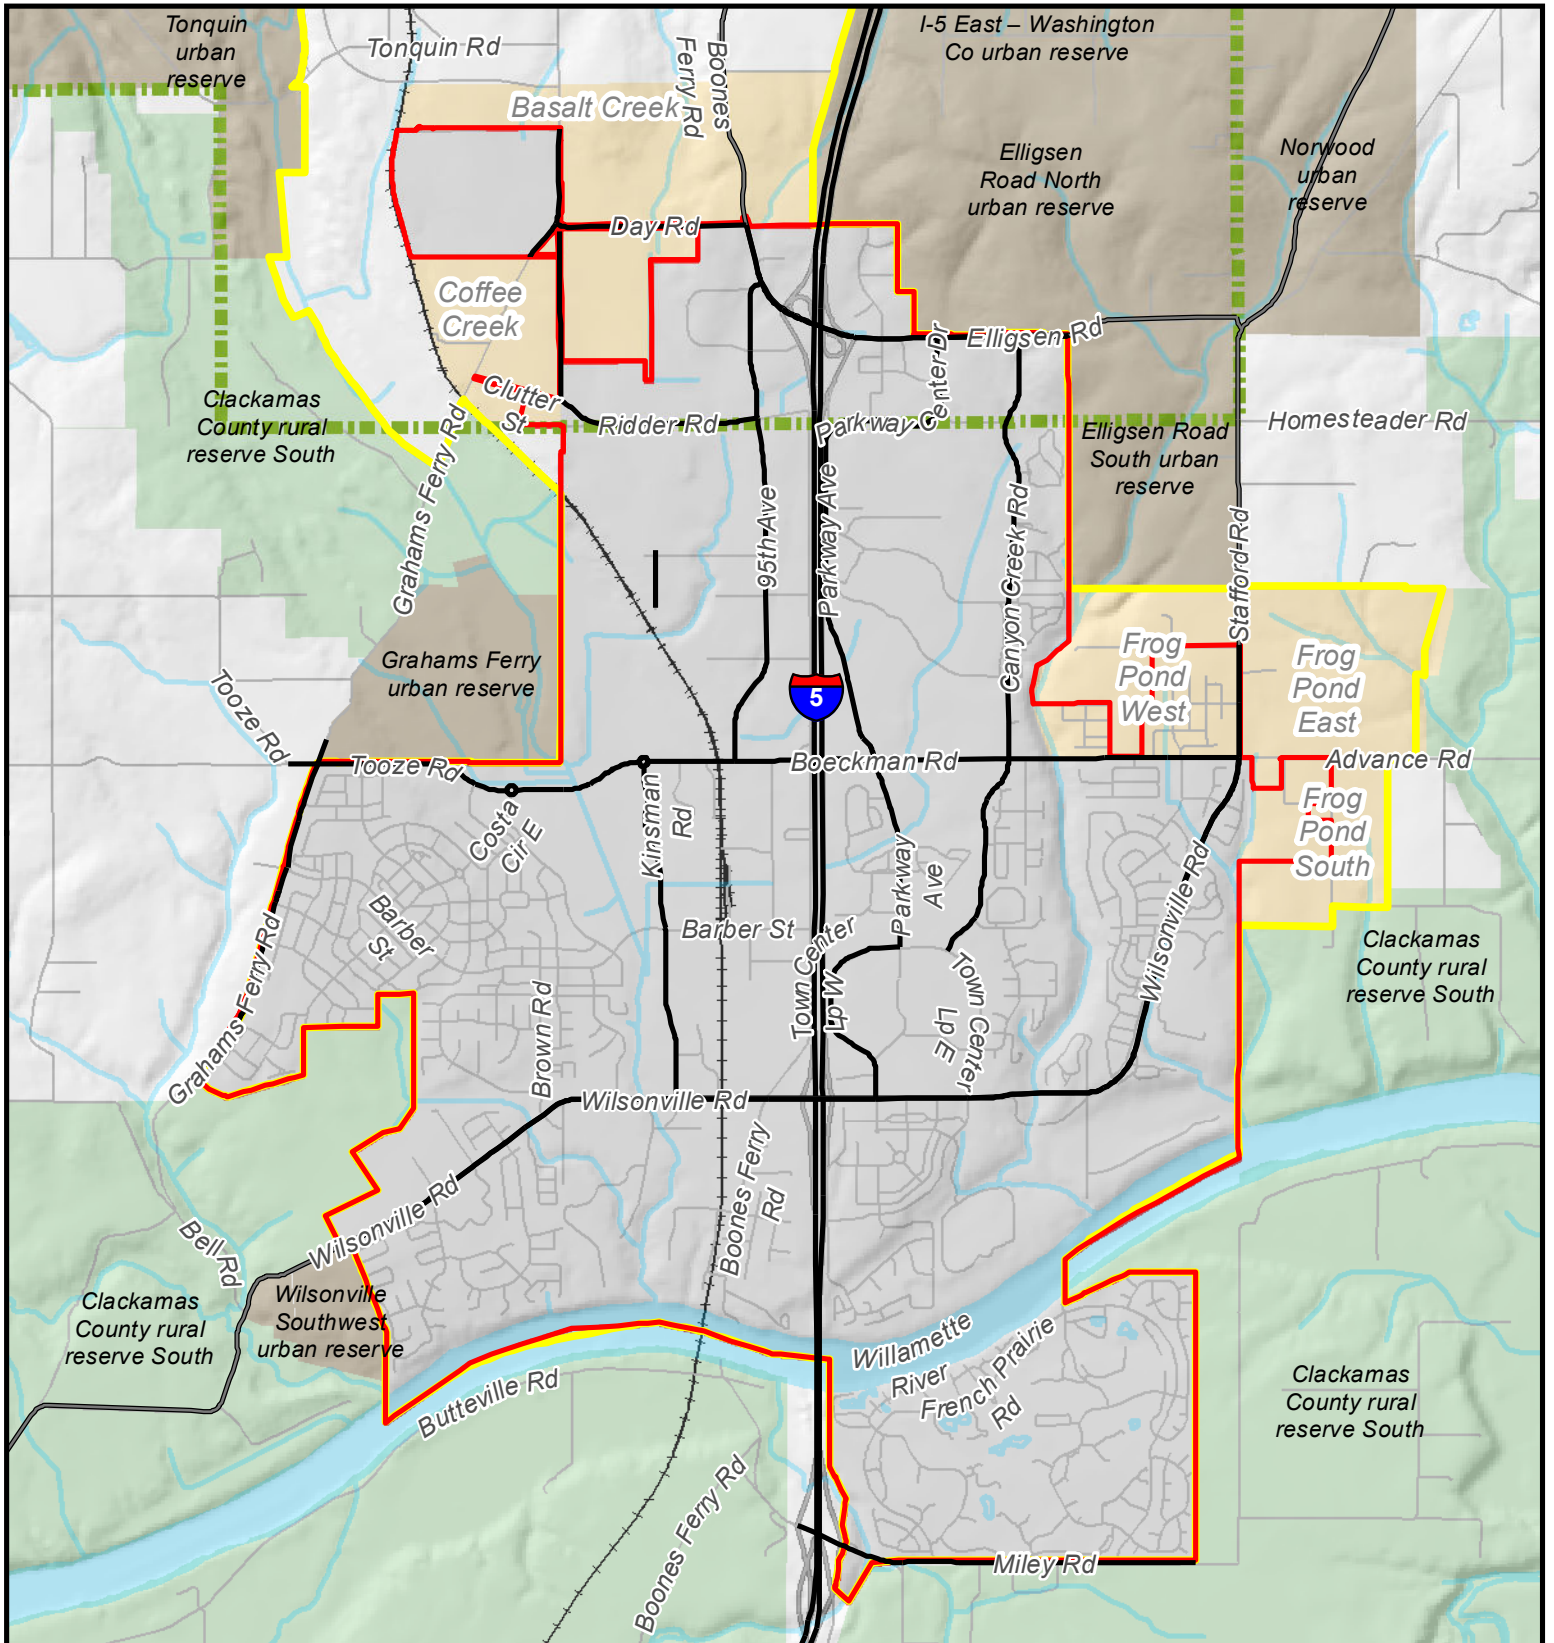 Tonquin
urban
reserve
Tonquin Rd
Boones
Ferry Rd
I-5 East – Washington
Co urban reserve
Basalt Creek
Elligsen
Road North
urban reserve
Norwood
urban
reserve
Day Rd
Coffee
Creek
Elligsen Rd
Parkway Center Dr
Clutter
St
Ridder Rd
Clackamas
County rural
reserve South
Homesteader Rd
Elligsen Road
South urban
reserve
Grahams Ferry Rd
95th Ave
Parkway Ave
Canyon Creek Rd
Stafford Rd
Grahams Ferry
urban reserve
Frog
Pond
West
Frog
Pond
East
5
Tooze Rd
Tooze Rd
Boeckman Rd
Advance Rd
Costa
Cir E
Kinsman
Rd
Frog
Pond
South
Parkway
Ave
Wilsonville Rd
Barber
St
Barber St
Town Center
Lp W
Town Center
Lp E
Clackamas
County rural
reserve South
Grahams Ferry Rd
Brown Rd
Wilsonville Rd
Boones Ferry
Rd
Wilsonville Rd
Bell Rd
Clackamas
County rural
reserve South
Wilsonville
Southwest
urban reserve
Willamette
River
French Prairie
Rd
Butteville Rd
Clackamas
County rural
reserve South
Boones Ferry Rd
Miley Rd